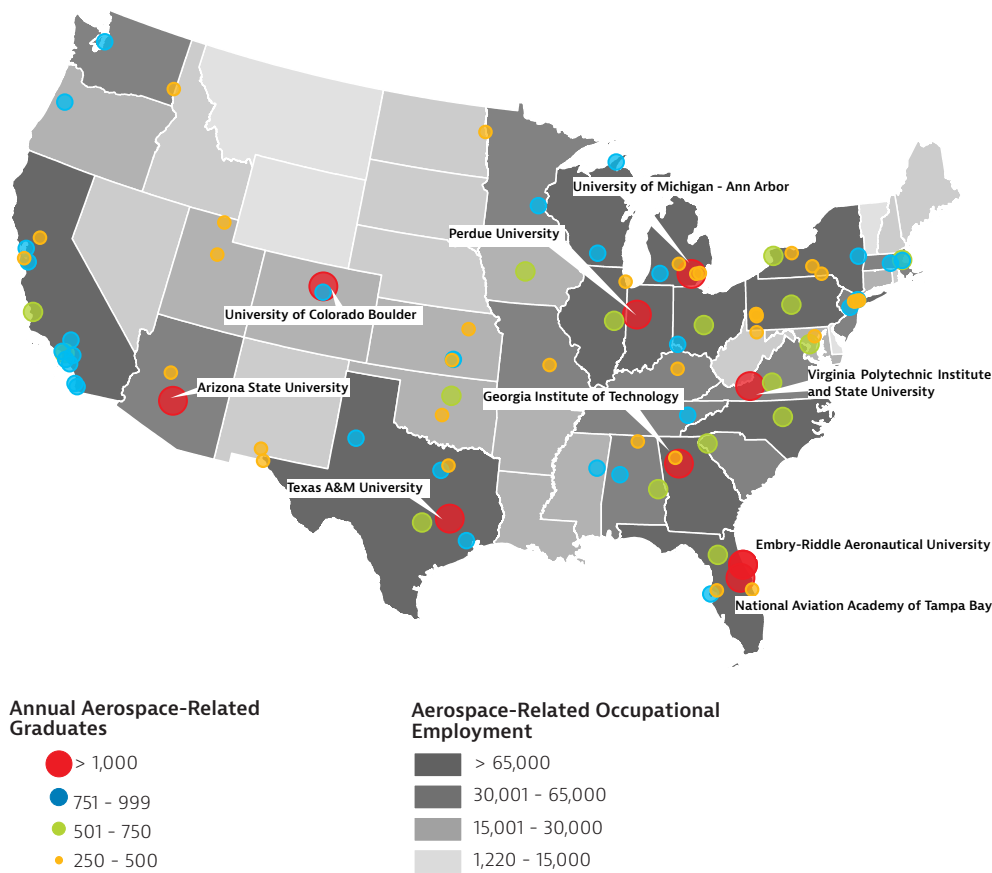 University of Michigan - Ann Arbor
Perdue University
University of Colorado Boulder
Arizona State University
Georgia Institute of Technology
Virginia Polytechnic Institute
and State University
Texas A&M University
Embry-Riddle Aeronautical University
National Aviation Academy of Tampa Bay
Annual Aerospace-Related
Graduates
> 1,000
751 - 999
501 - 750
250 - 500
Aerospace-Related Occupational
Employment
> 65,000
30,001 - 65,000
15,001 - 30,000
1,220 - 15,000